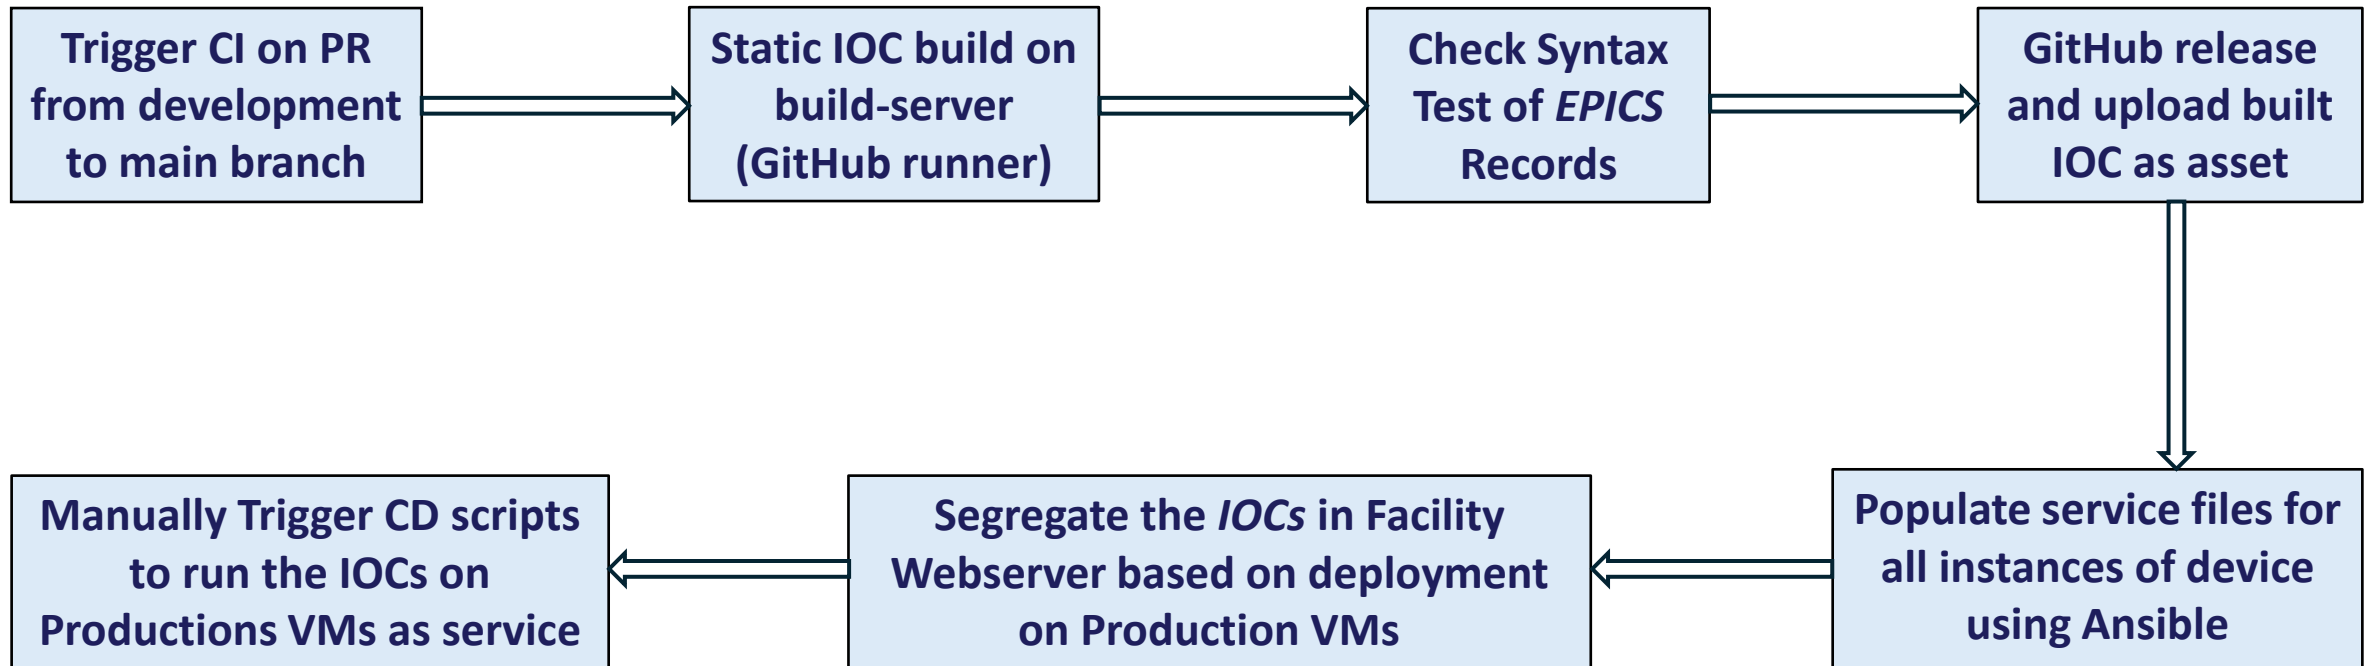 Trigger CI on PR
from development
to main branch
Static IOC build on
build-server
(GitHub runner)
Check Syntax
Test of EPICS
Records
GitHub release
and upload built
IOC as asset
Populate service files for
all instances of device
using Ansible
Segregate the IOCs in Facility
Webserver based on deployment
on Production VMs
Manually Trigger CD scripts
to run the IOCs on
Productions VMs as service